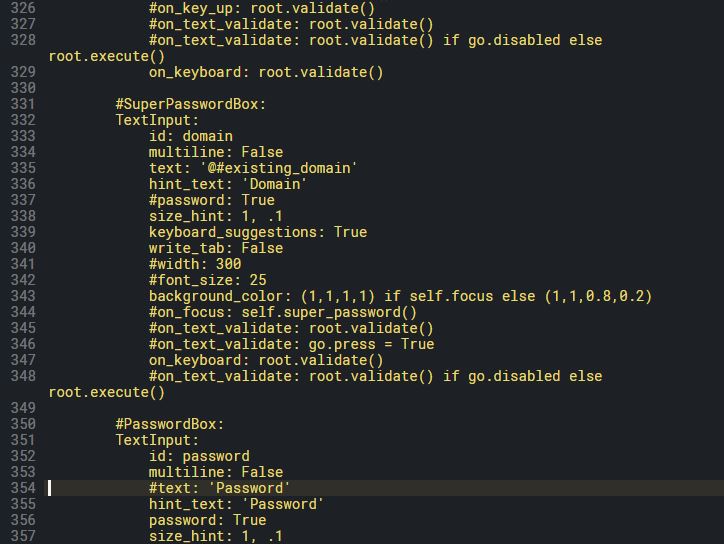 326            #on_key_up: root.validate()
327            #on_text_validate: root.validate()
328            #on_text_validate: root.validate() if go.disabled else
root.execute()
329            on_keyboard: root.validate()
330
331        #SuperPasswordBox:
332        TextInput:
333            id: domain
334            multiline: False
335            text: '@#existing_domain'
336            hint_text: 'Domain'
337            #password: True
338            size_hint: 1, .1
339            keyboard_suggestions: True
340            write_tab: False
341            #width: 300
342            #font_size: 25
343            background_color: (1,1,1,1) if self.focus else (1,1,0.8,0.2)
344            #on_focus: self.super_password()
345            #on_text_validate: root.validate()
346            #on_text_validate: go.press = True
347            on_keyboard: root.validate()
348            #on_text_validate: root.validate() if go.disabled else
root.execute()
349
350        #PasswordBox:
351        TextInput:
352            id: password
353            multiline: False
354            #text: 'Password'
355            hint_text: 'Password'
356            password: True
357            size_hint: 1, .1